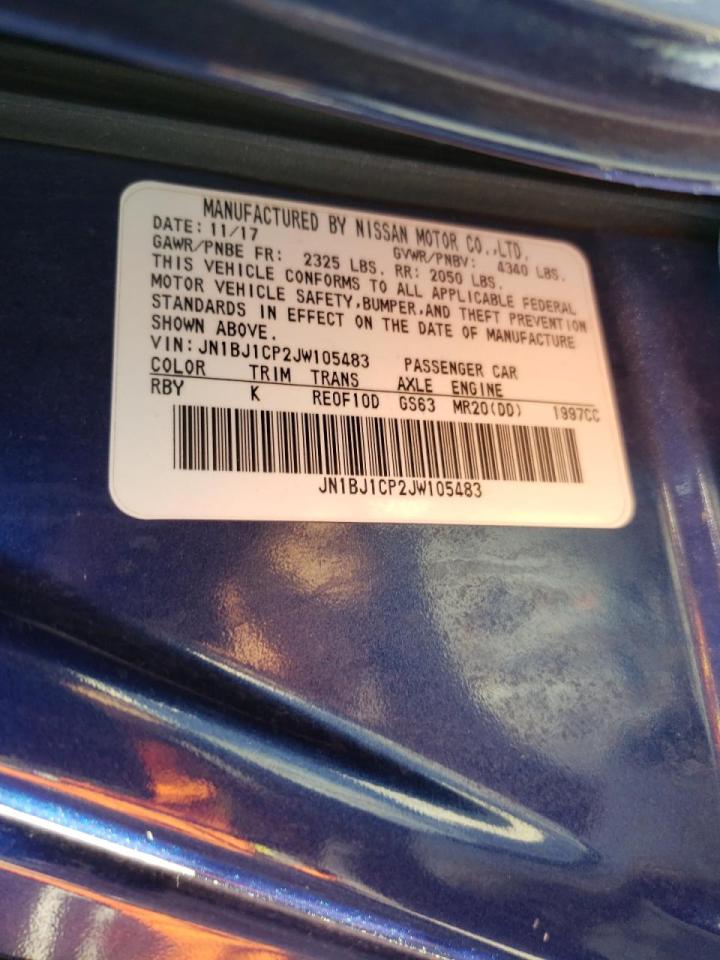 MANUFACTURED BY NISSAN MOTOR CO.,LTD.
DATE: 11/17 GVWR/PNBV: 4340 LBS.
GAWR/PNBE FR: 2325 LBS. RR: 2050 LBS.
THIS VEHICLE CONFORMS TO ALL APPLICABLE FEDERAL
MOTOR VEHICLE SAFETY,BUMPER,AND THEFT PREVENTION
STANDARDS IN EFFECT ON THE DATE OF MANUFACTURE
SHOWN ABOVE.
VIN: JN1BJ1CP2JW105483 PASSENGER CAR
COLOR TRIM TRANS AXLE ENGINE
RBY K RE0F10D GS63 MR20(DD) 1997CC
JN1BJ1CP2JW105483